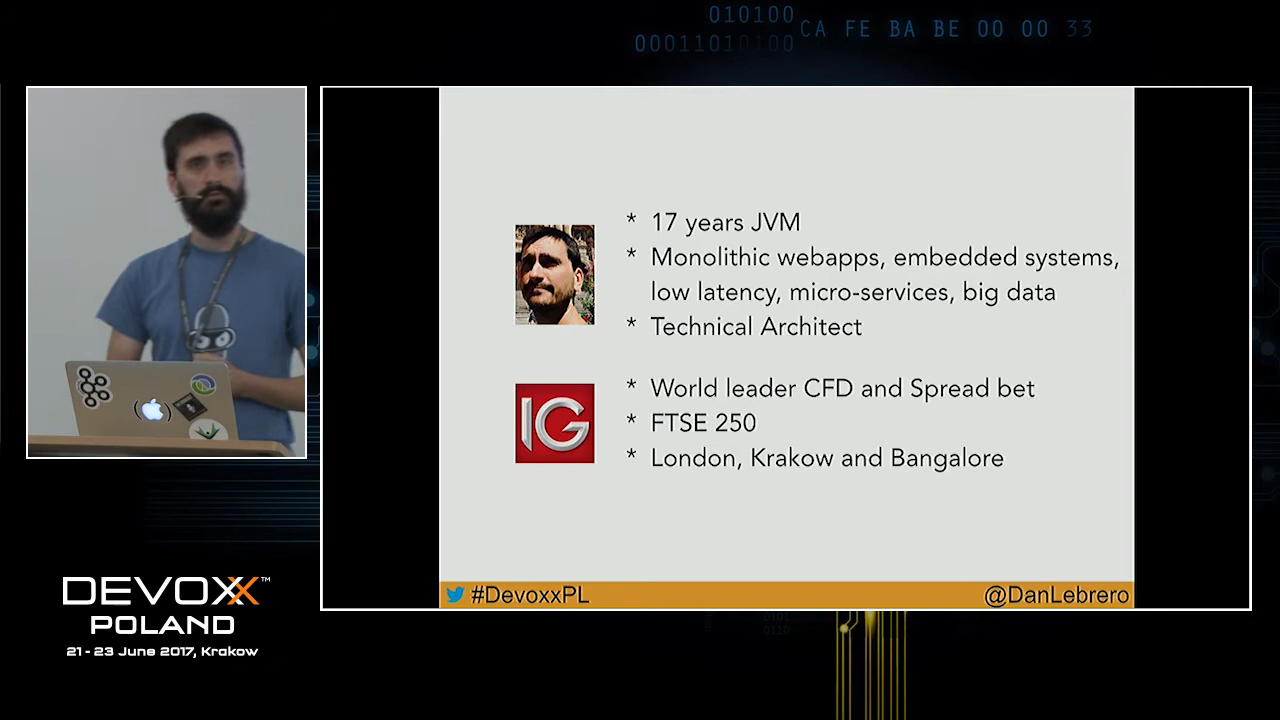 010100
00011010100
CA FE BA BE 00 00 33
* 17 years JVM
* Monolithic webapps, embedded systems,
low latency, micro-services, big data
* Technical Architect
IG
* World leader CFD and Spread bet
* FTSE 250
* London, Krakow and Bangalore
#DevoxxPL
@DanLebrero
DEVOXX™
POLAND
21 - 23 June 2017, Krakow